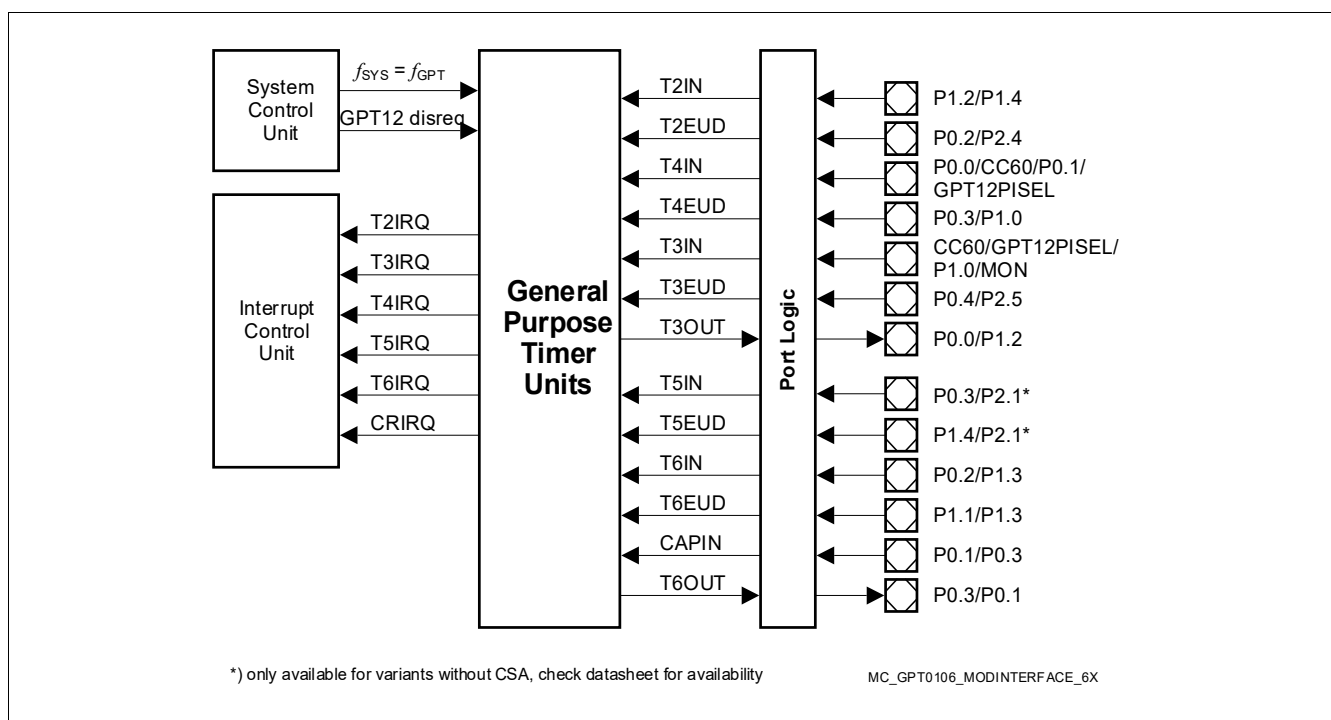 System
Control
Unit
fSYS = fGPT
GPT12 disreq
Interrupt
Control
Unit
T2IRQ
T3IRQ
T4IRQ
T5IRQ
T6IRQ
CRIRQ
General
Purpose
Timer
Units
T2IN
T2EUD
T4IN
T4EUD
T3IN
T3EUD
T3OUT
T5IN
T5EUD
T6IN
T6EUD
CAPIN
T6OUT
Port Logic
P1.2/P1.4
P0.2/P2.4
P0.0/CC60/P0.1/
GPT12PISEL
P0.3/P1.0
CC60/GPT12PISEL/
P1.0/MON
P0.4/P2.5
P0.0/P1.2
P0.3/P2.1*
P1.4/P2.1*
P0.2/P1.3
P1.1/P1.3
P0.1/P0.3
P0.3/P0.1
*) only available for variants without CSA, check datasheet for availability
MC_GPT0106_MODINTERFACE_6X